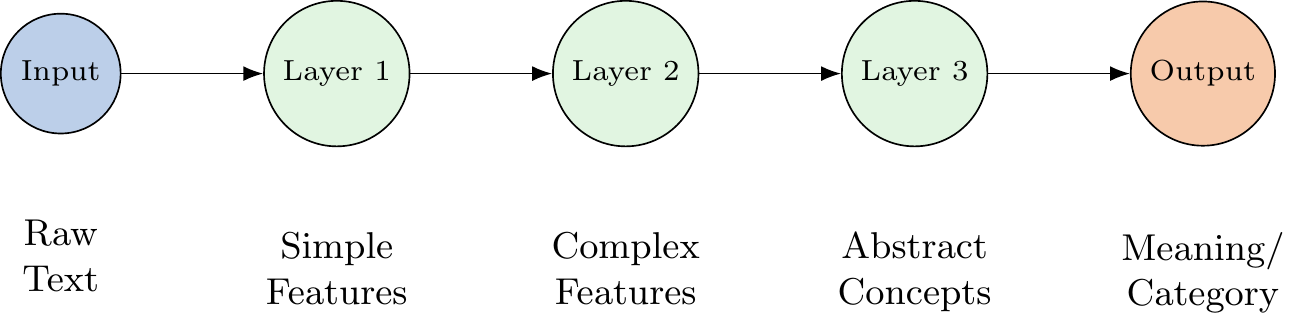 Input
Layer 1
Layer 2
Layer 3
Output
Raw
Text
Simple
Features
Complex
Features
Abstract
Concepts
Meaning/
Category